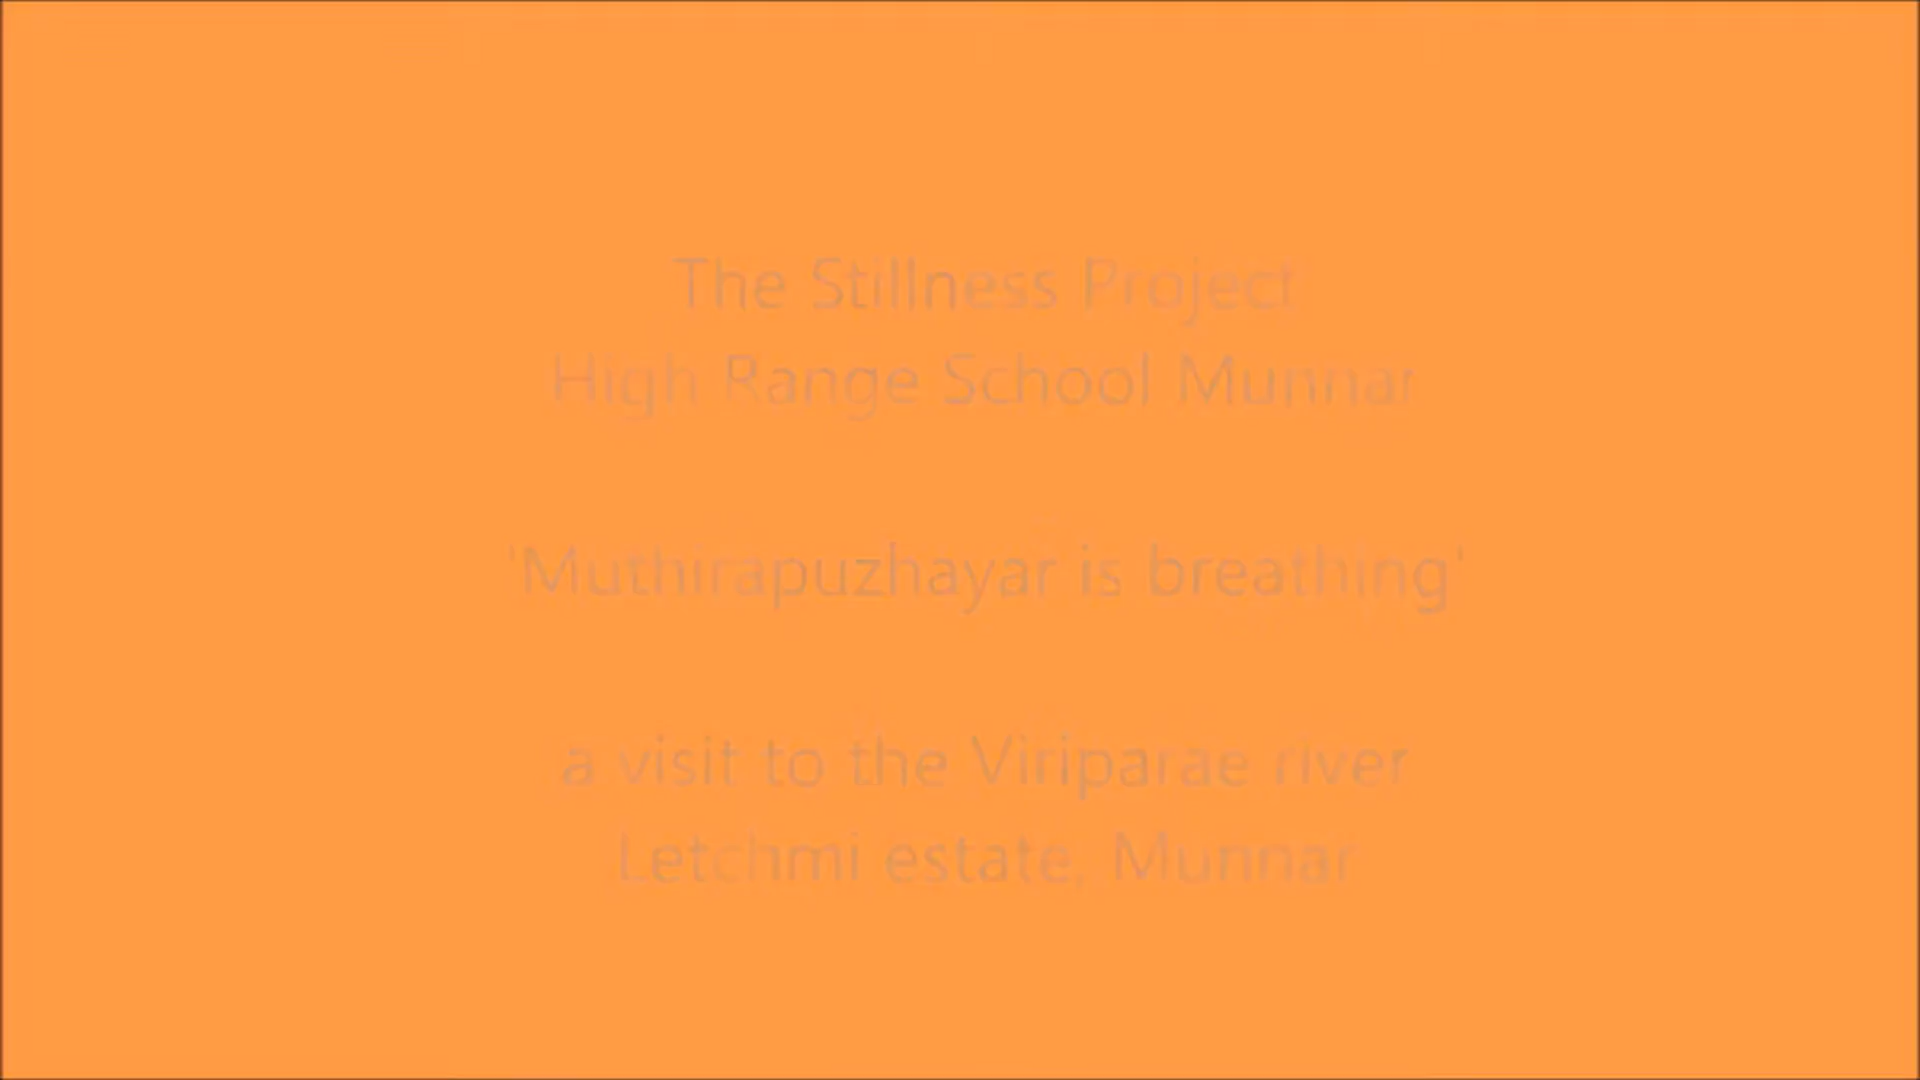 The Stillness Project
High Range School Munnar
'Muthirapuzhayar is breathing'
a visit to the Viriparae river
Letchmi estate, Munnar